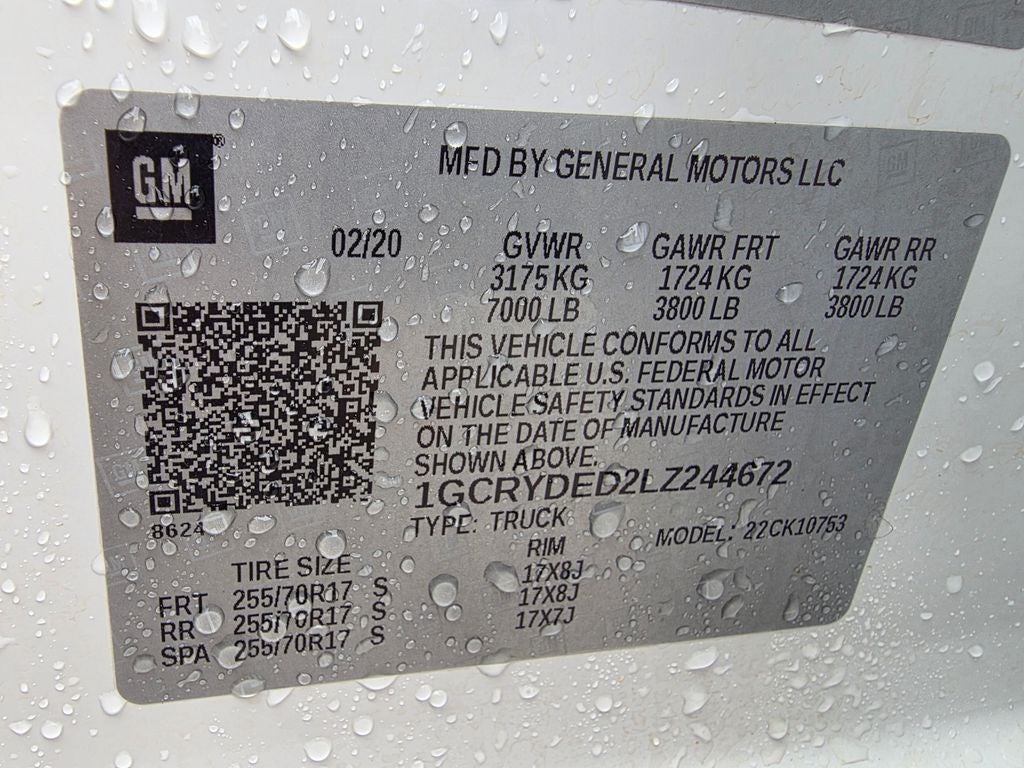 GM
MFD BY GENERAL MOTORS LLC
02/20 GVWR GAWR FRT GAWR RR
3175 KG 1724 KG 1724 KG
7000 LB 3800 LB 3800 LB
THIS VEHICLE CONFORMS TO ALL
APPLICABLE U.S. FEDERAL MOTOR
VEHICLE SAFETY STANDARDS IN EFFECT
ON THE DATE OF MANUFACTURE
SHOWN ABOVE.
1GCRYDED2LZ244672
8624 TYPE: TRUCK MODEL: 22CK10753
TIRE SIZE RIM
FRT 255/70R17 S 17X8J
RR 255/70R17 S 17X8J
SPA 255/70R17 S 17X7J